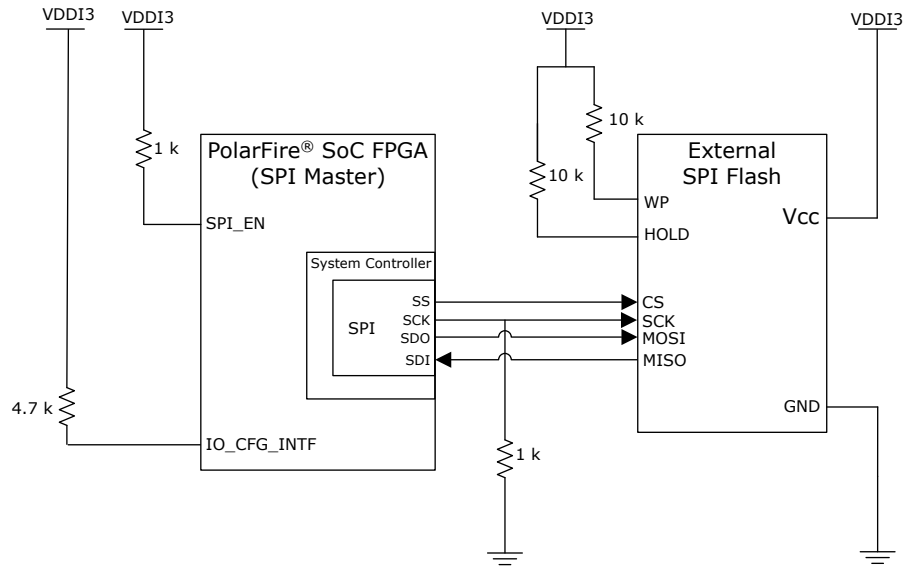 VDDI3
VDDI3
VDDI3
VDDI3
1 k
10 k
10 k
PolarFire® SoC FPGA
(SPI Master)
External
SPI Flash
WP
HOLD
Vcc
SPI_EN
System Controller
SPI
SS
SCK
SDO
SDI
CS
SCK
MOSI
MISO
GND
4.7 k
IO_CFG_INTF
1 k